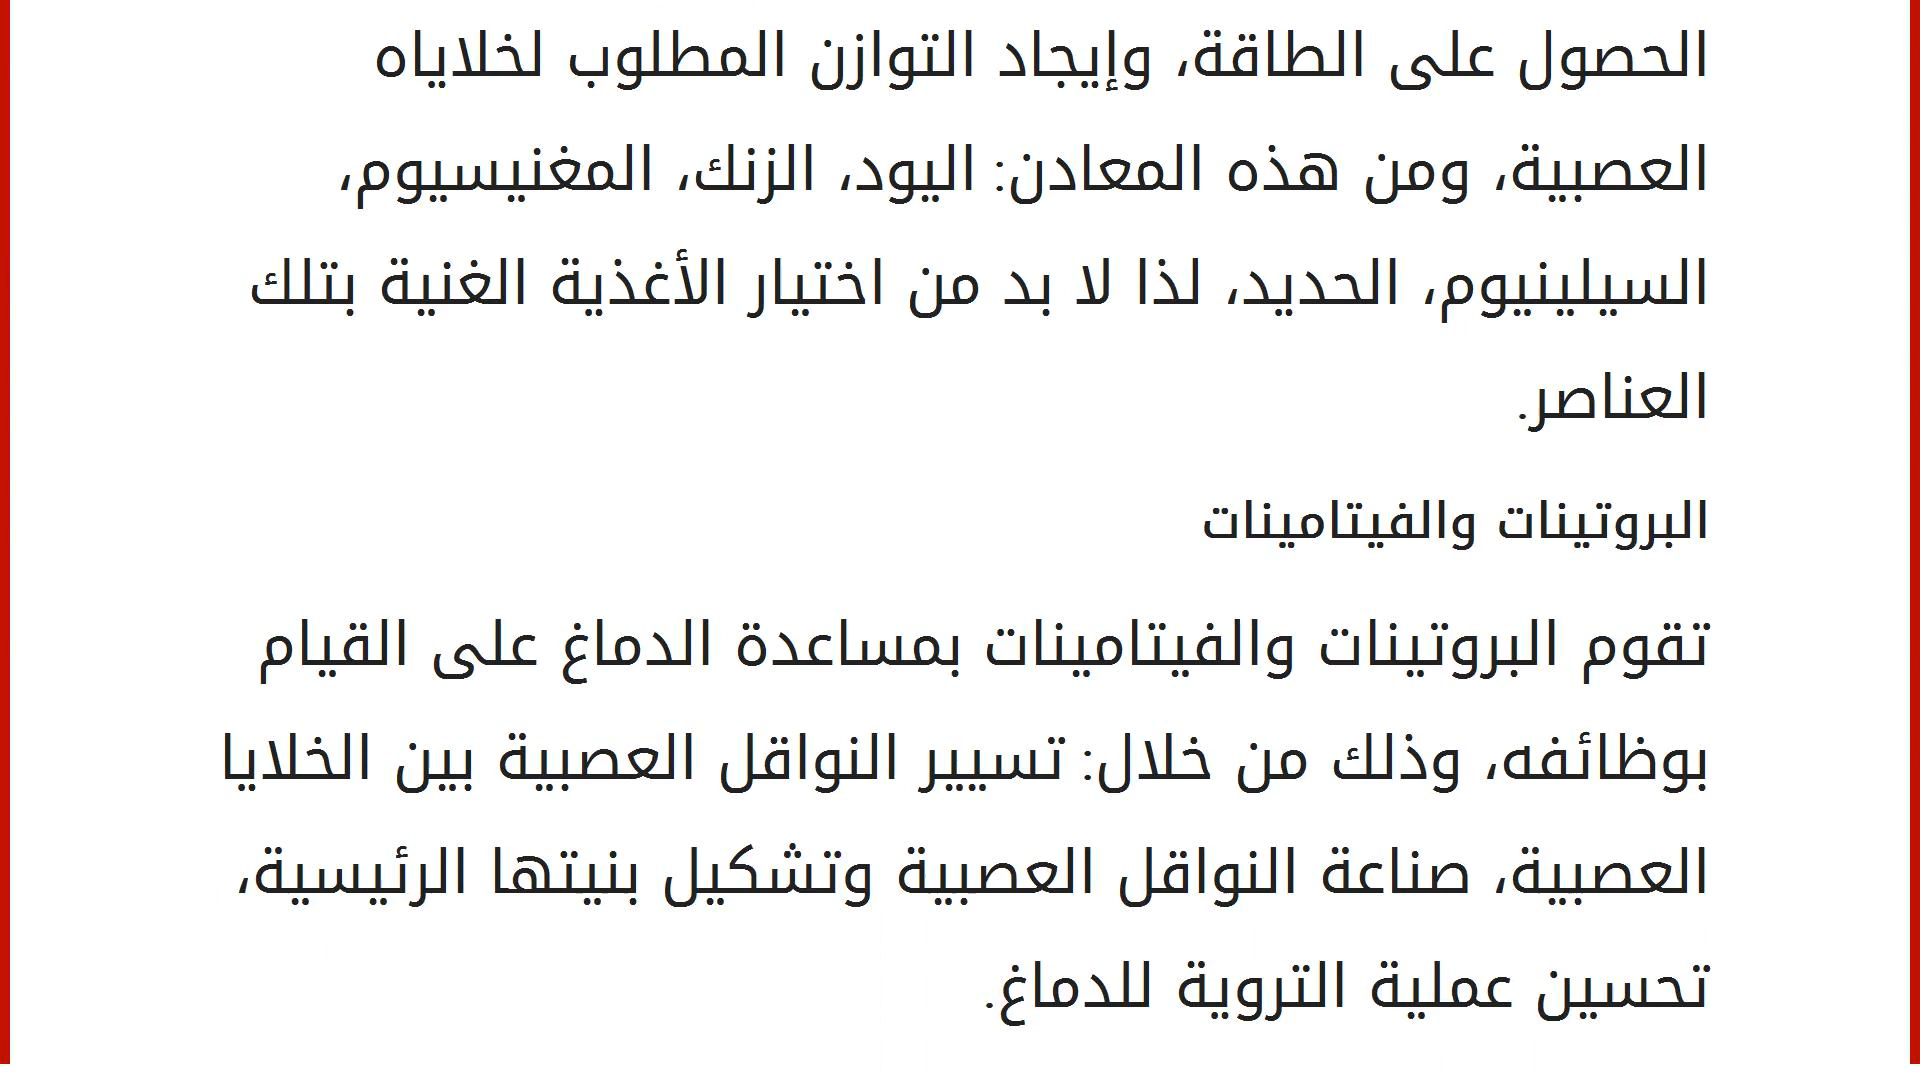 الحصول على الطاقة، وإيجاد التوازن المطلوب لخلاياه
العصبية، ومن هذه المعادن: اليود، الزنك، المغنيسيوم،
السيلينيوم، الحديد، لذا لا بد من اختيار الأغذية الغنية بتلك
العناصر.
البروتينات والفيتامينات
تقوم البروتينات والفيتامينات بمساعدة الدماغ على القيام
بوظائفه، وذلك من خلال: تسيير النواقل العصبية بين الخلايا
العصبية، صناعة النواقل العصبية وتشكيل بنيتها الرئيسية،
تحسين عملية التروية للدماغ.